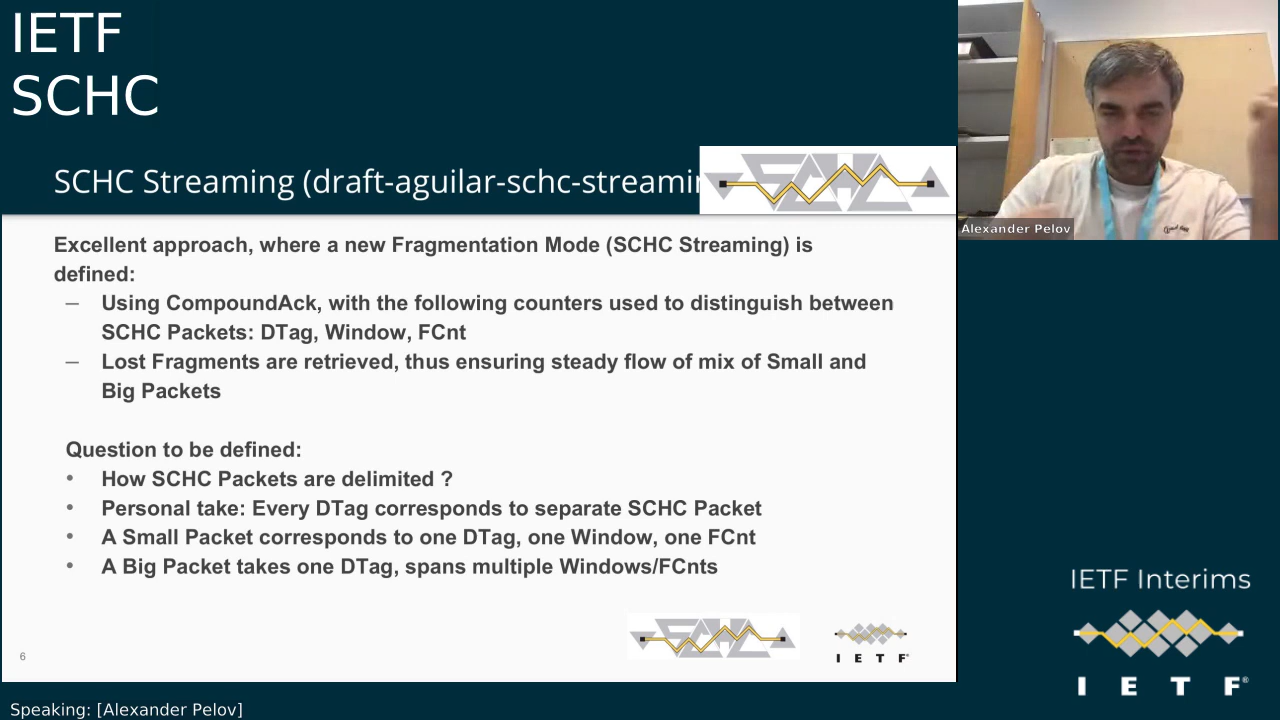 IETF
SCHC
SCHC Streaming (draft-aguilar-schc-streamin
SCHC
Alexander Pelov
Excellent approach, where a new Fragmentation Mode (SCHC Streaming) is
defined:
– Using CompoundAck, with the following counters used to distinguish between
SCHC Packets: DTag, Window, FCnt
– Lost Fragments are retrieved, thus ensuring steady flow of mix of Small and
Big Packets
Question to be defined:
• How SCHC Packets are delimited ?
• Personal take: Every DTag corresponds to separate SCHC Packet
• A Small Packet corresponds to one DTag, one Window, one FCnt
• A Big Packet takes one DTag, spans multiple Windows/FCnts
SCHC
I E T F®
6
IETF Interims
I E T F®
Speaking: [Alexander Pelov]